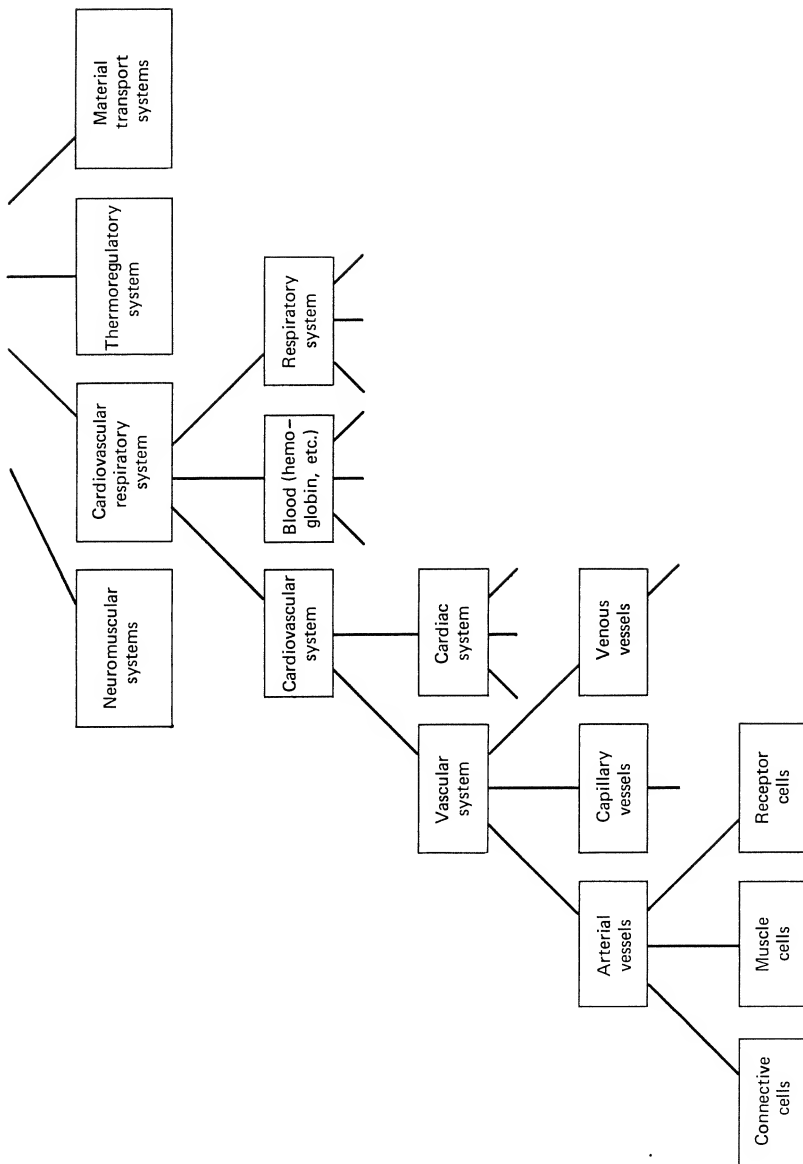 Neuromuscular
systems
Cardiovascular
respiratory
system
Thermoregulatory
system
Material
transport
systems
Cardiovascular
system
Blood (hemo–
globin, etc.)
Respiratory
system
Vascular
system
Cardiac
system
Arterial
vessels
Capillary
vessels
Venous
vessels
Connective
cells
Muscle
cells
Receptor
cells